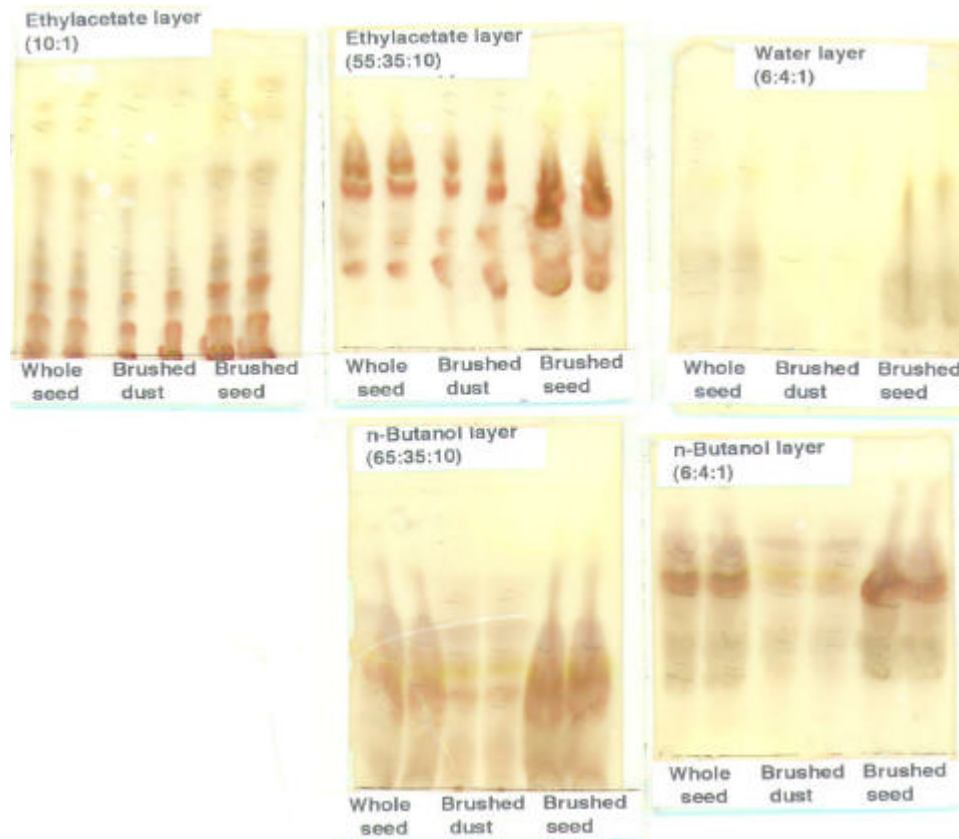 Ethylacetate layer
(10:1)
Whole Brushed Brushed
seed dust seed
Ethylacetate layer
(55:35:10)
Whole Brushed Brushed
seed dust seed
Water layer
(6:4:1)
Whole Brushed Brushed
seed dust seed
n-Butanol layer
(65:35:10)
Whole Brushed Brushed
seed dust seed
n-Butanol layer
(6:4:1)
Whole Brushed Brushed
seed dust seed